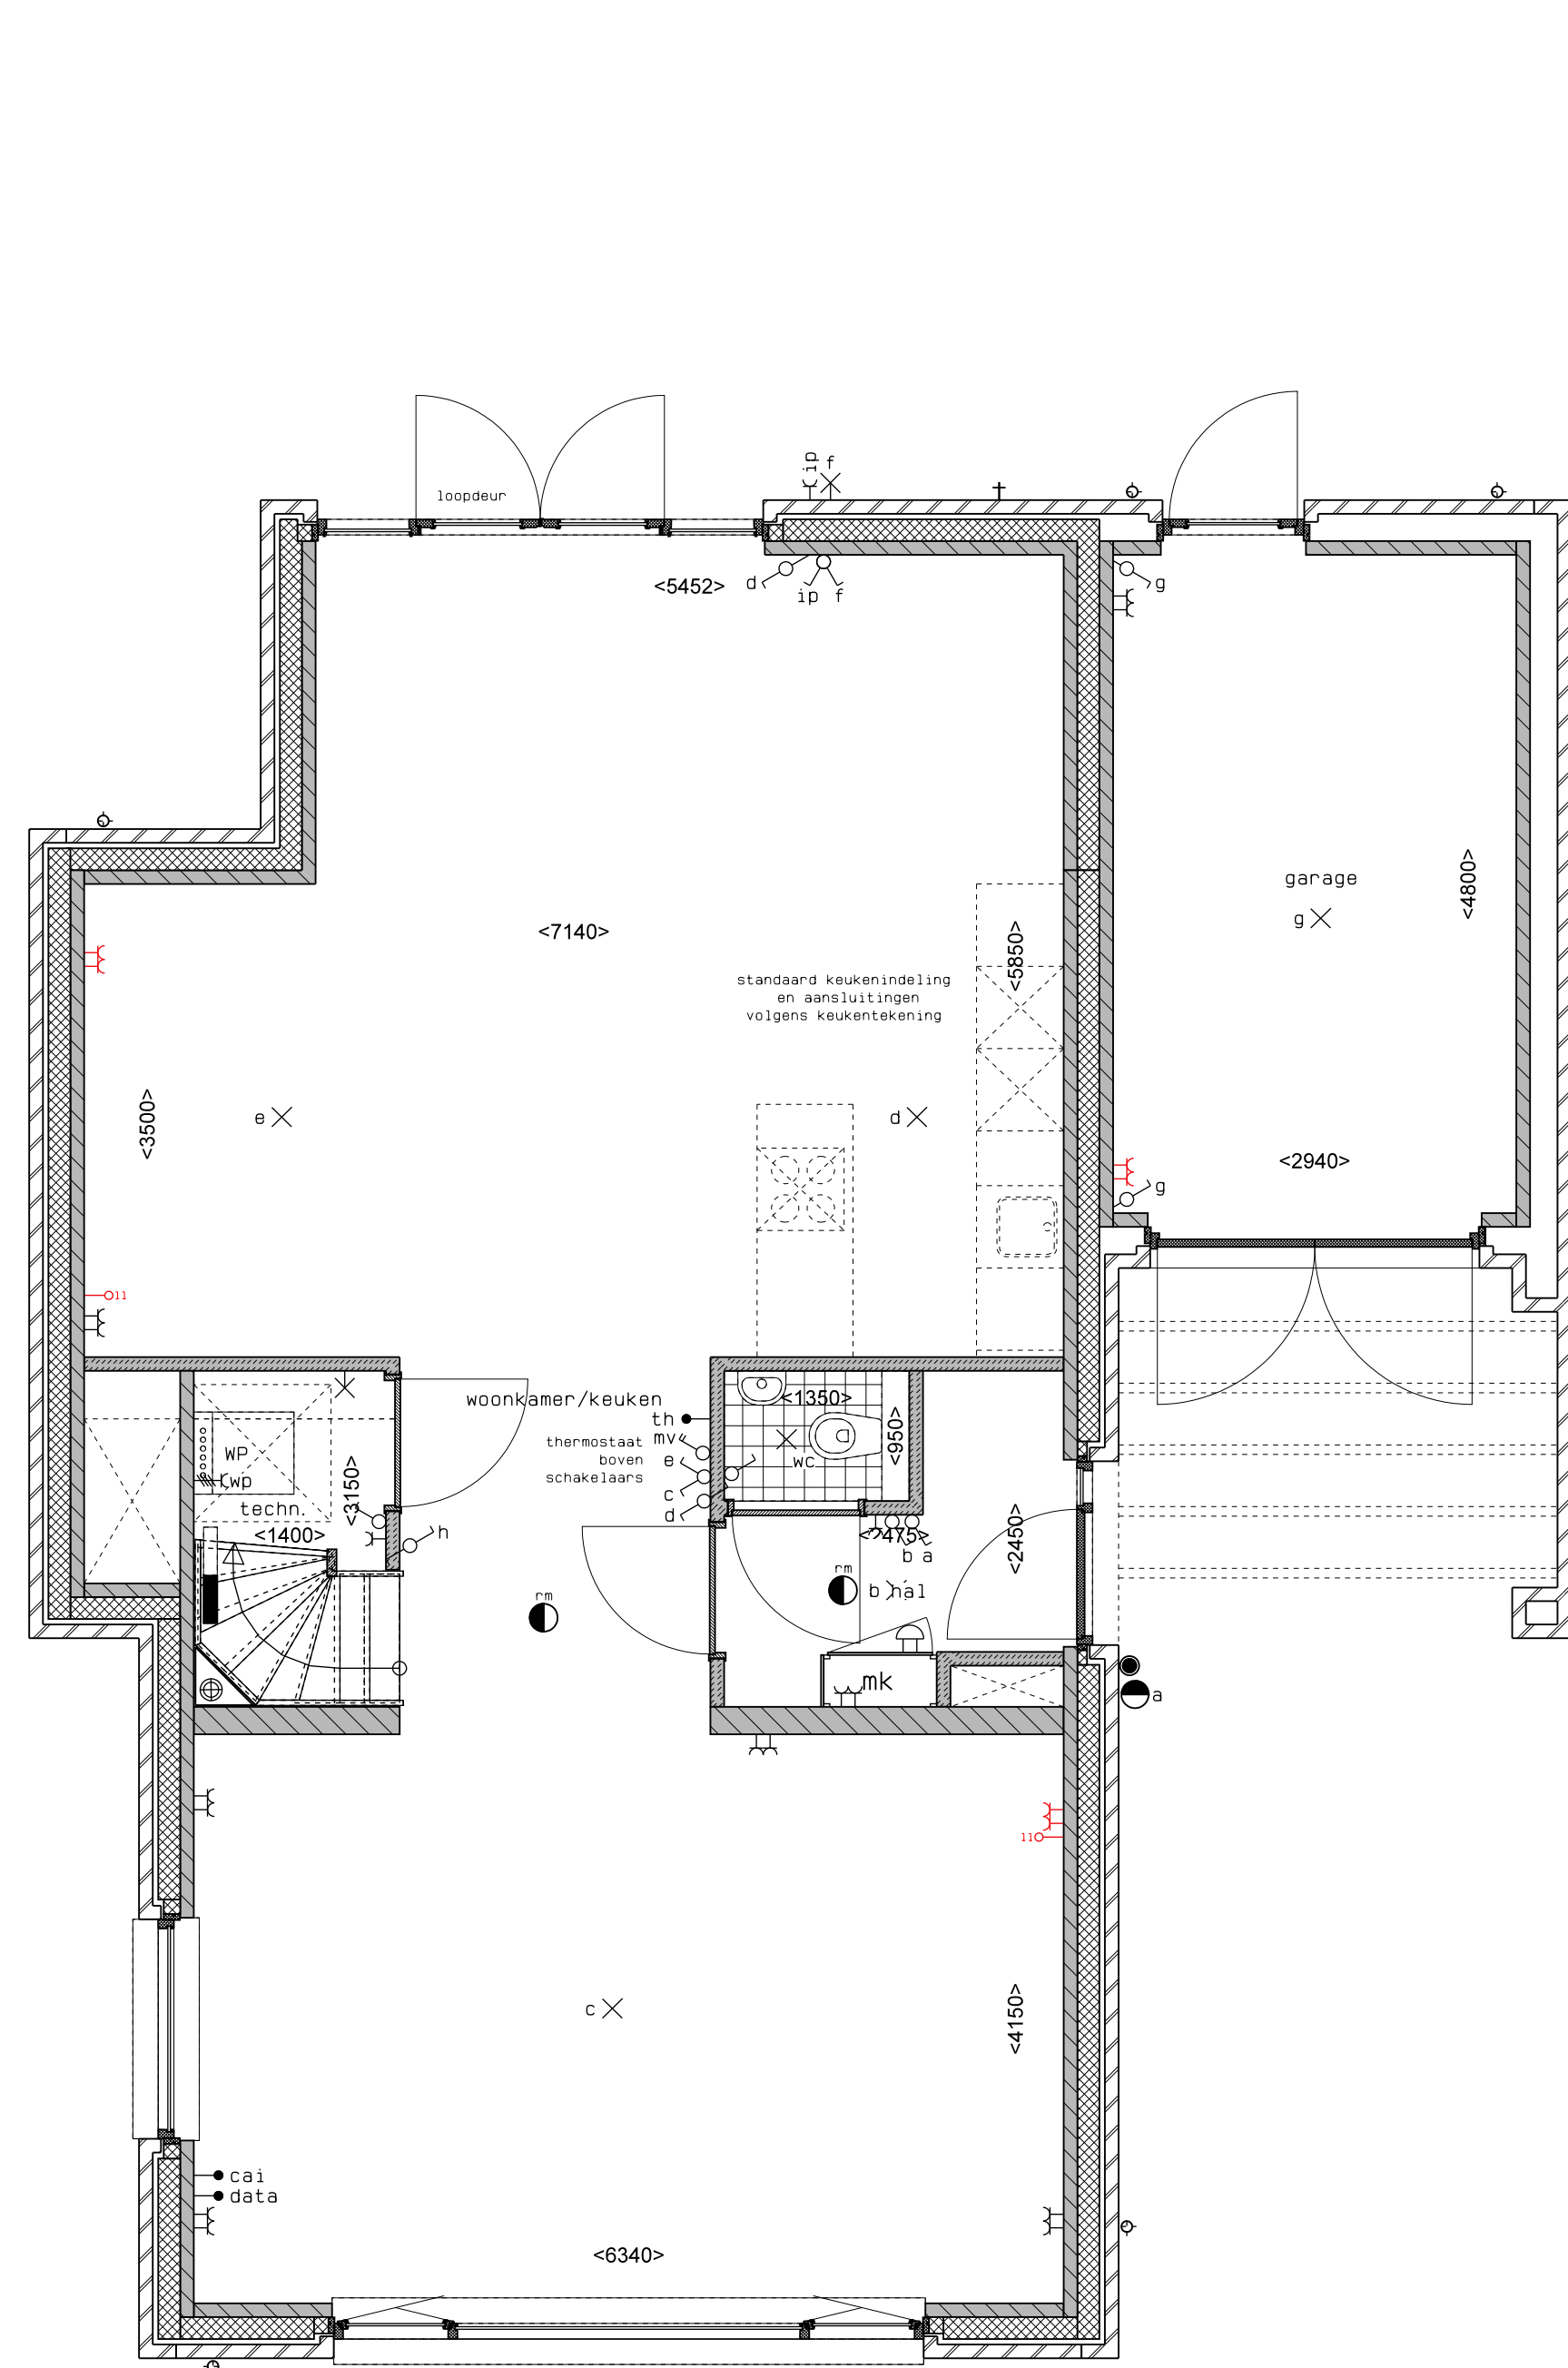 ip
f
loopdeur
<5452>
d
ip f
g
<7140>
garage
g
<4800>
<5850>
standaard keukenindeling
en aansluitingen
volgens keukentekening
<3500>
e
d
<2940>
g
11
woonkamer/keuken
<1350>
th
mv
thermostaat
boven
schakelaars
e
c
d
wc
<950>
WP
wp
techn.
<3150>
<1400>
h
<2475>
b a
<2450>
rm
rm
b hal
mk
a
11
c
<4150>
cai
data
<6340>